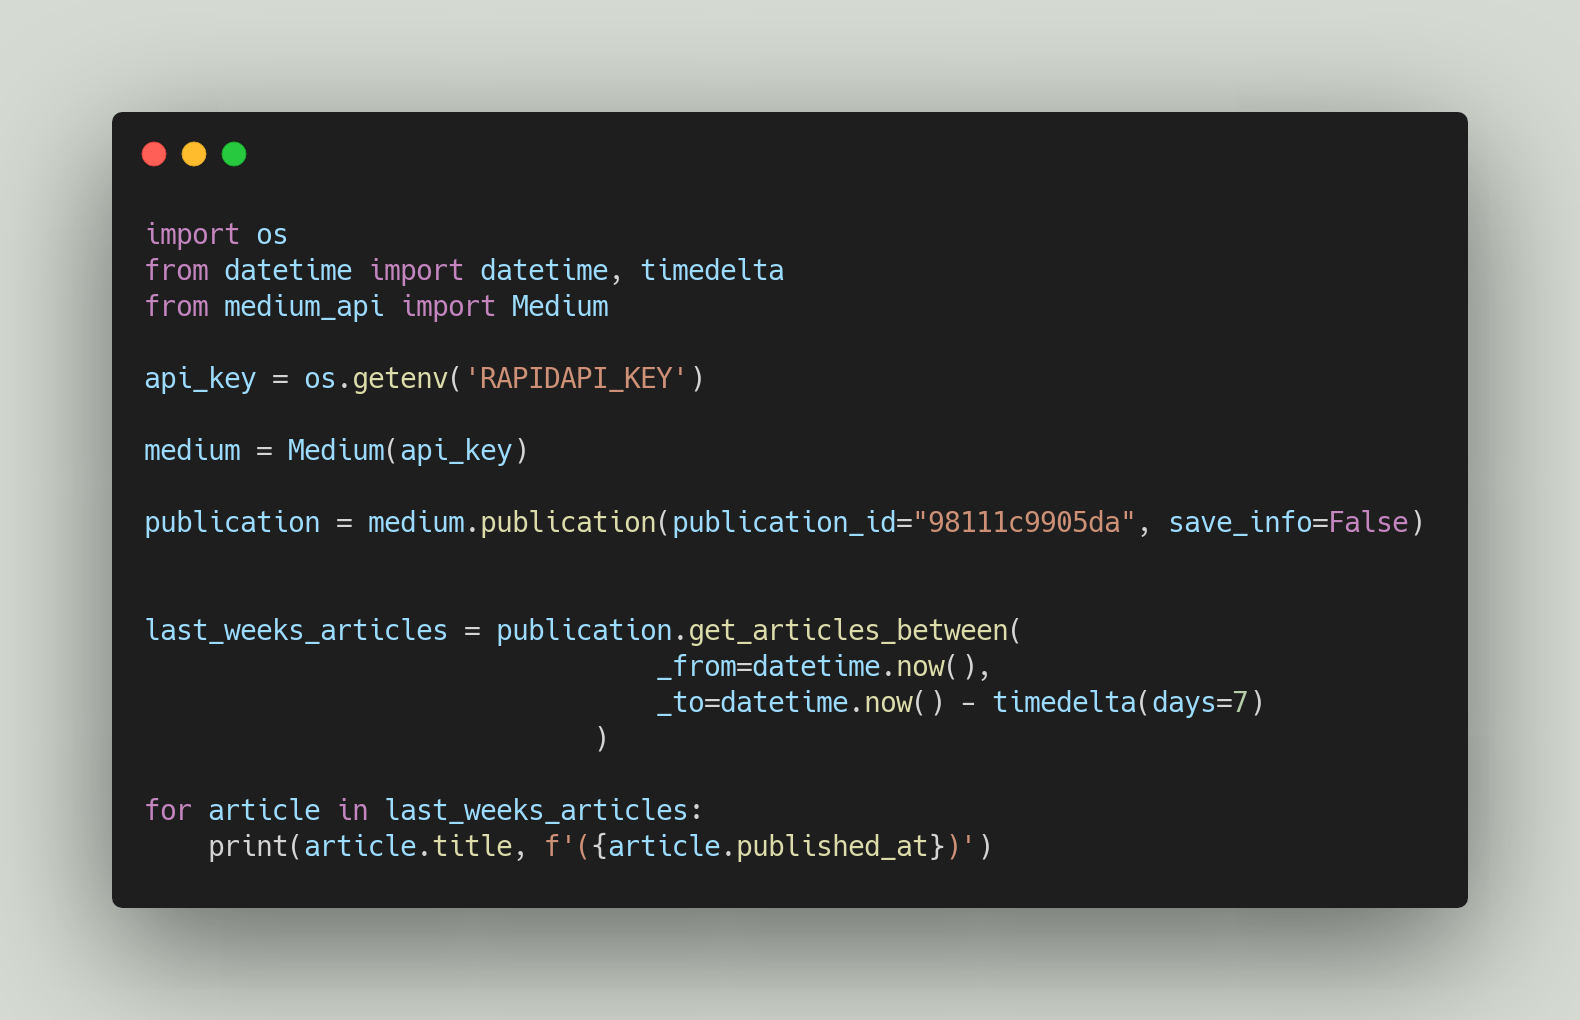 import os
from datetime import datetime, timedelta
from medium_api import Medium
api_key = os.getenv('RAPIDAPI_KEY')
medium = Medium(api_key)
publication = medium.publication(publication_id="98111c9905da", save_info=False)
last_weeks_articles = publication.get_articles_between(
_from=datetime.now(),
_to=datetime.now() - timedelta(days=7)
)
for article in last_weeks_articles:
print(article.title, f'({article.published_at})')